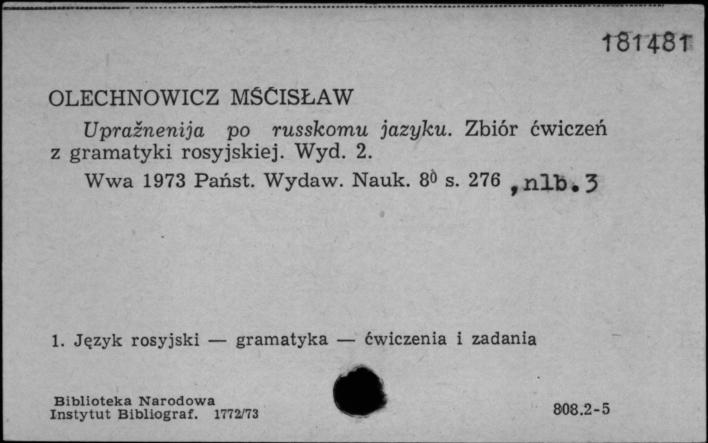 181481
OLECHNOWICZ MŚCISŁAW
Upražnenija po russkomu jazyku. Zbiór ćwiczeń
z gramatyki rosyjskiej. Wyd. 2.
Wwa 1973 Państ. Wydaw. Nauk. 8⁰ s. 276 , nlb. 3
1. Język rosyjski — gramatyka — ćwiczenia i zadania
Biblioteka Narodowa
Instytut Bibliograf. 1772/73
808.2-5